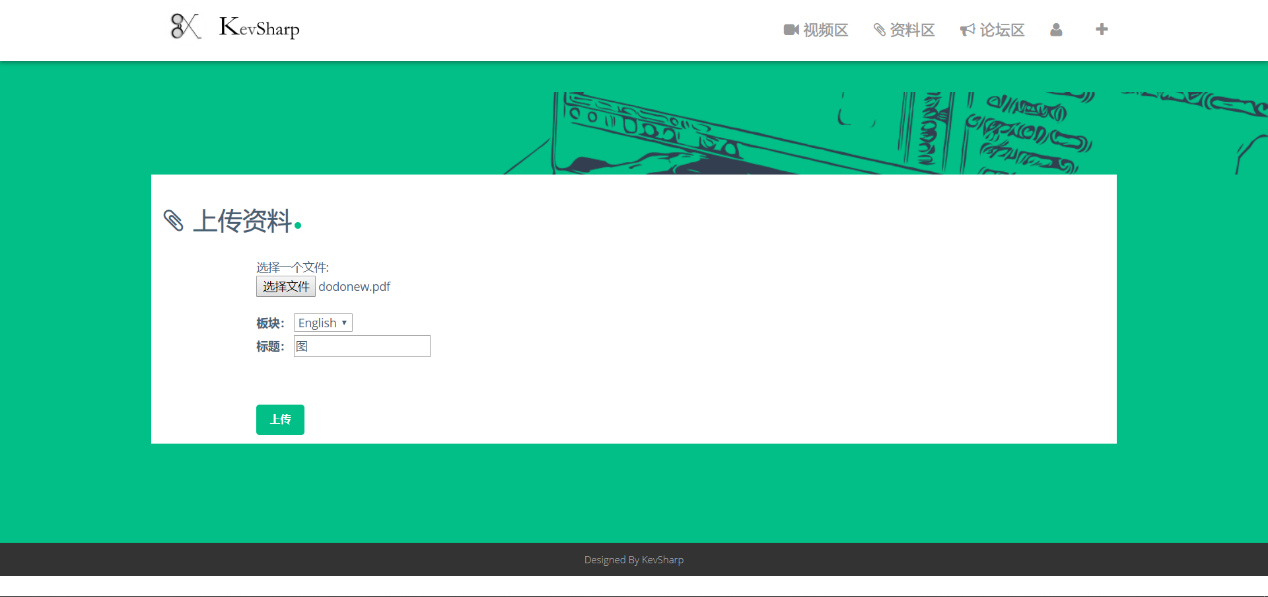 KevSharp
视频区 资料区 论坛区
上传资料.
选择一个文件:
选择文件 dodonew.pdf
板块: English
标题: 图
上传
Designed By KevSharp